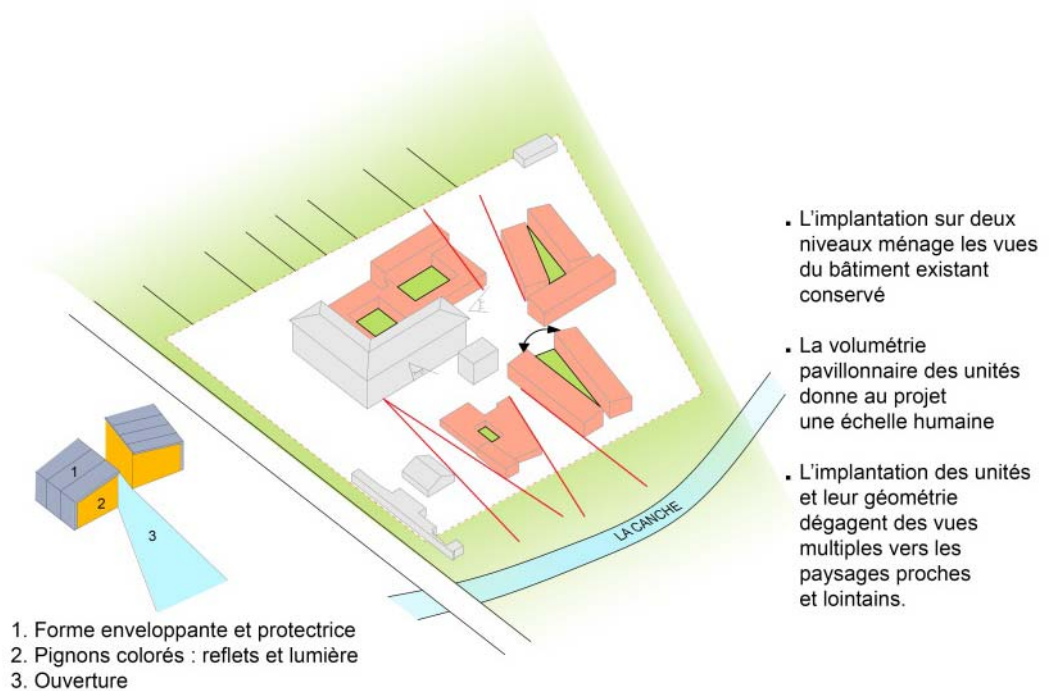 . L'implantation sur deux
niveaux ménage les vues
du bâtiment existant
conservé
. La volumétrie
pavillonnaire des unités
donne au projet
une échelle humaine
. L'implantation des unités
et leur géométrie
dégagent des vues
multiples vers les
paysages proches
et lointains.
LA CANCHE
1
2
3
1. Forme enveloppante et protectrice
2. Pignons colorés : reflets et lumière
3. Ouverture